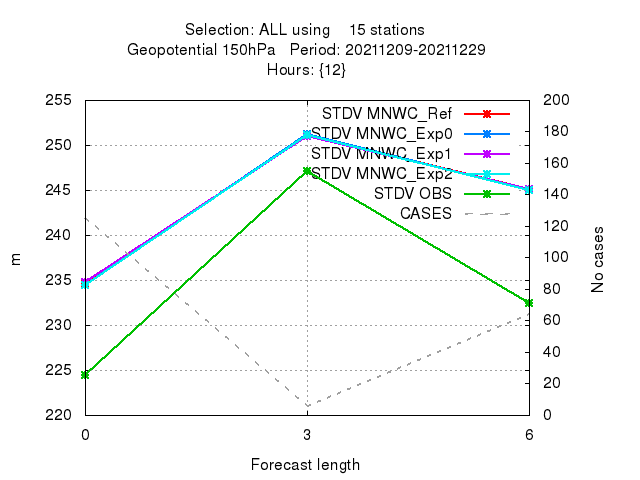 Selection: ALL using 15 stations
Geopotential 150hPa Period: 20211209-20211229
Hours: {12}
255
250
245
240
235
230
225
220
200
180
160
140
120
100
80
60
40
20
0
STDV MNWC_Ref
STDV MNWC_Exp0
STDV MNWC_Exp1
STDV MNWC_Exp2
STDV OBS
CASES
m
No cases
0 3 6
Forecast length